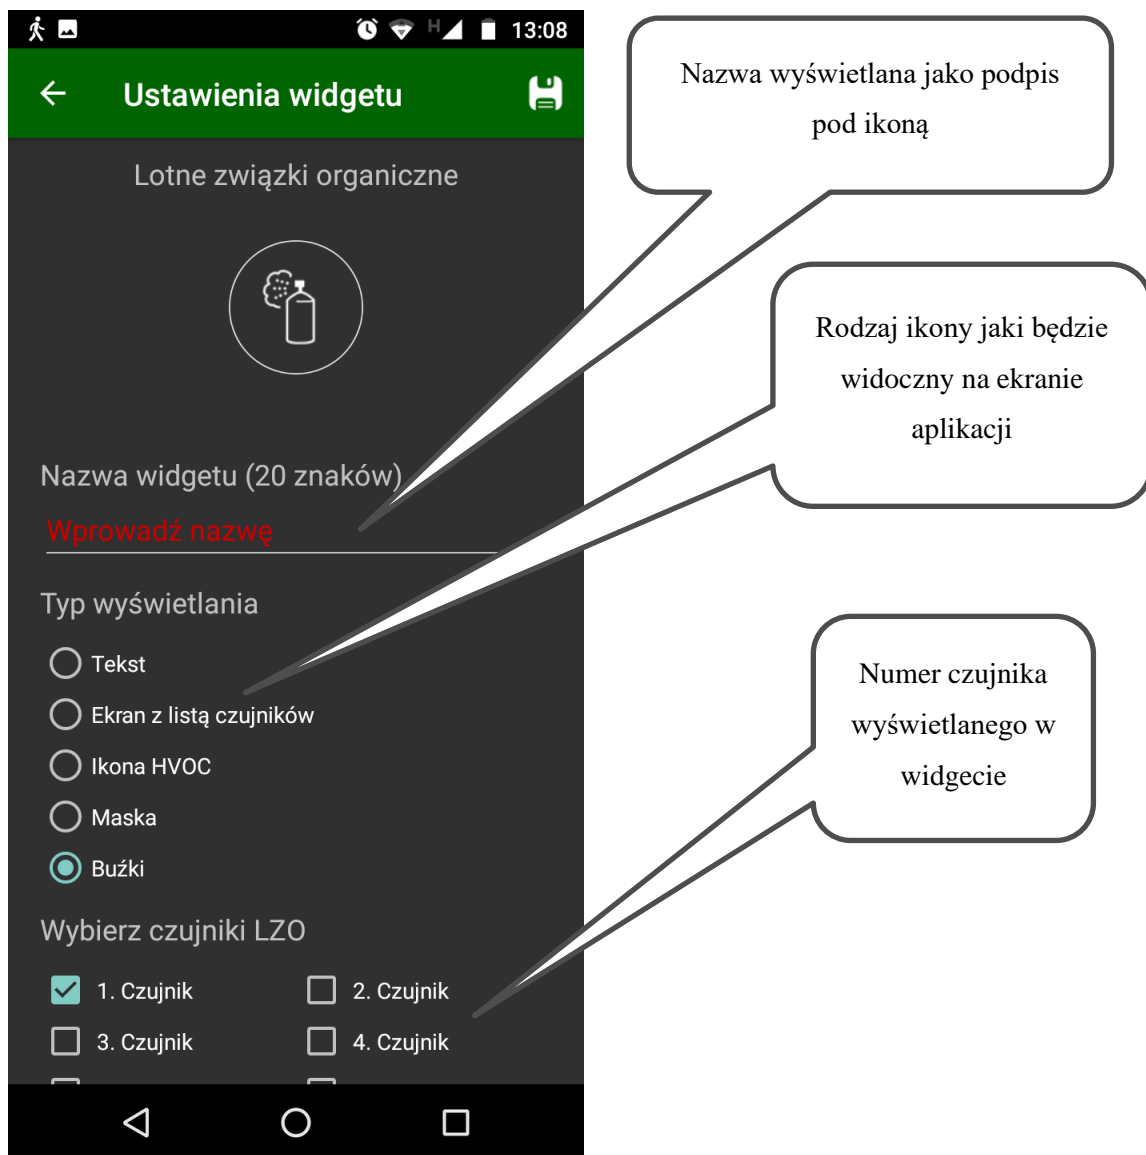 H 13:08
Ustawienia widgetu
Lotne związki organiczne
Nazwa widgetu (20 znaków)
Wprowadź nazwę
Typ wyświetlania
Tekst
Ekran z listą czujników
Ikona HVOC
Maska
Buźki
Wybierz czujniki LZO
1. Czujnik 2. Czujnik
3. Czujnik 4. Czujnik
Nazwa wyświetlana jako podpis
pod ikoną
Rodzaj ikony jaki będzie
widoczny na ekranie
aplikacji
Numer czujnika
wyświetlanego w
widgecie